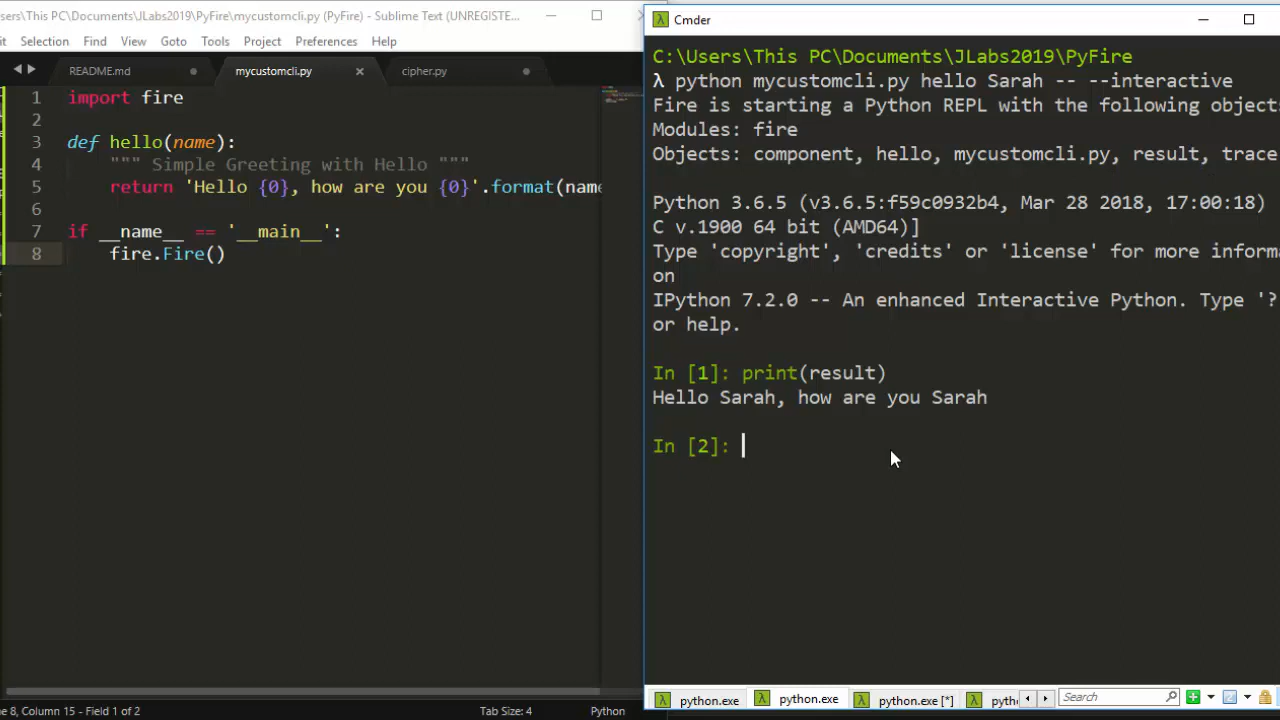 ers\This PC\Documents\JLabs2019\PyFire\mycustomcli.py (PyFire) - Sublime Text (UNREGISTE...
it Selection Find View Goto Tools Project Preferences Help
README.md mycustomcli.py cipher.py
1 import fire
2
3 def hello(name):
4 """ Simple Greeting with Hello """
5 return 'Hello {0}, how are you {0}'.format(name
6
7 if __name__ == '__main__':
8 fire.Fire()
ne 8, Column 15 - Field 1 of 2 Tab Size: 4 Python
Cmder
C:\Users\This PC\Documents\JLabs2019\PyFire
λ python mycustomcli.py hello Sarah -- --interactive
Fire is starting a Python REPL with the following object
Modules: fire
Objects: component, hello, mycustomcli.py, result, trace
Python 3.6.5 (v3.6.5:f59c0932b4, Mar 28 2018, 17:00:18)
C v.1900 64 bit (AMD64)]
Type 'copyright', 'credits' or 'license' for more inform
on
IPython 7.2.0 -- An enhanced Interactive Python. Type '?
or help.
In [1]: print(result)
Hello Sarah, how are you Sarah
In [2]:
python.exe python.exe python.exe [*] pyth Search